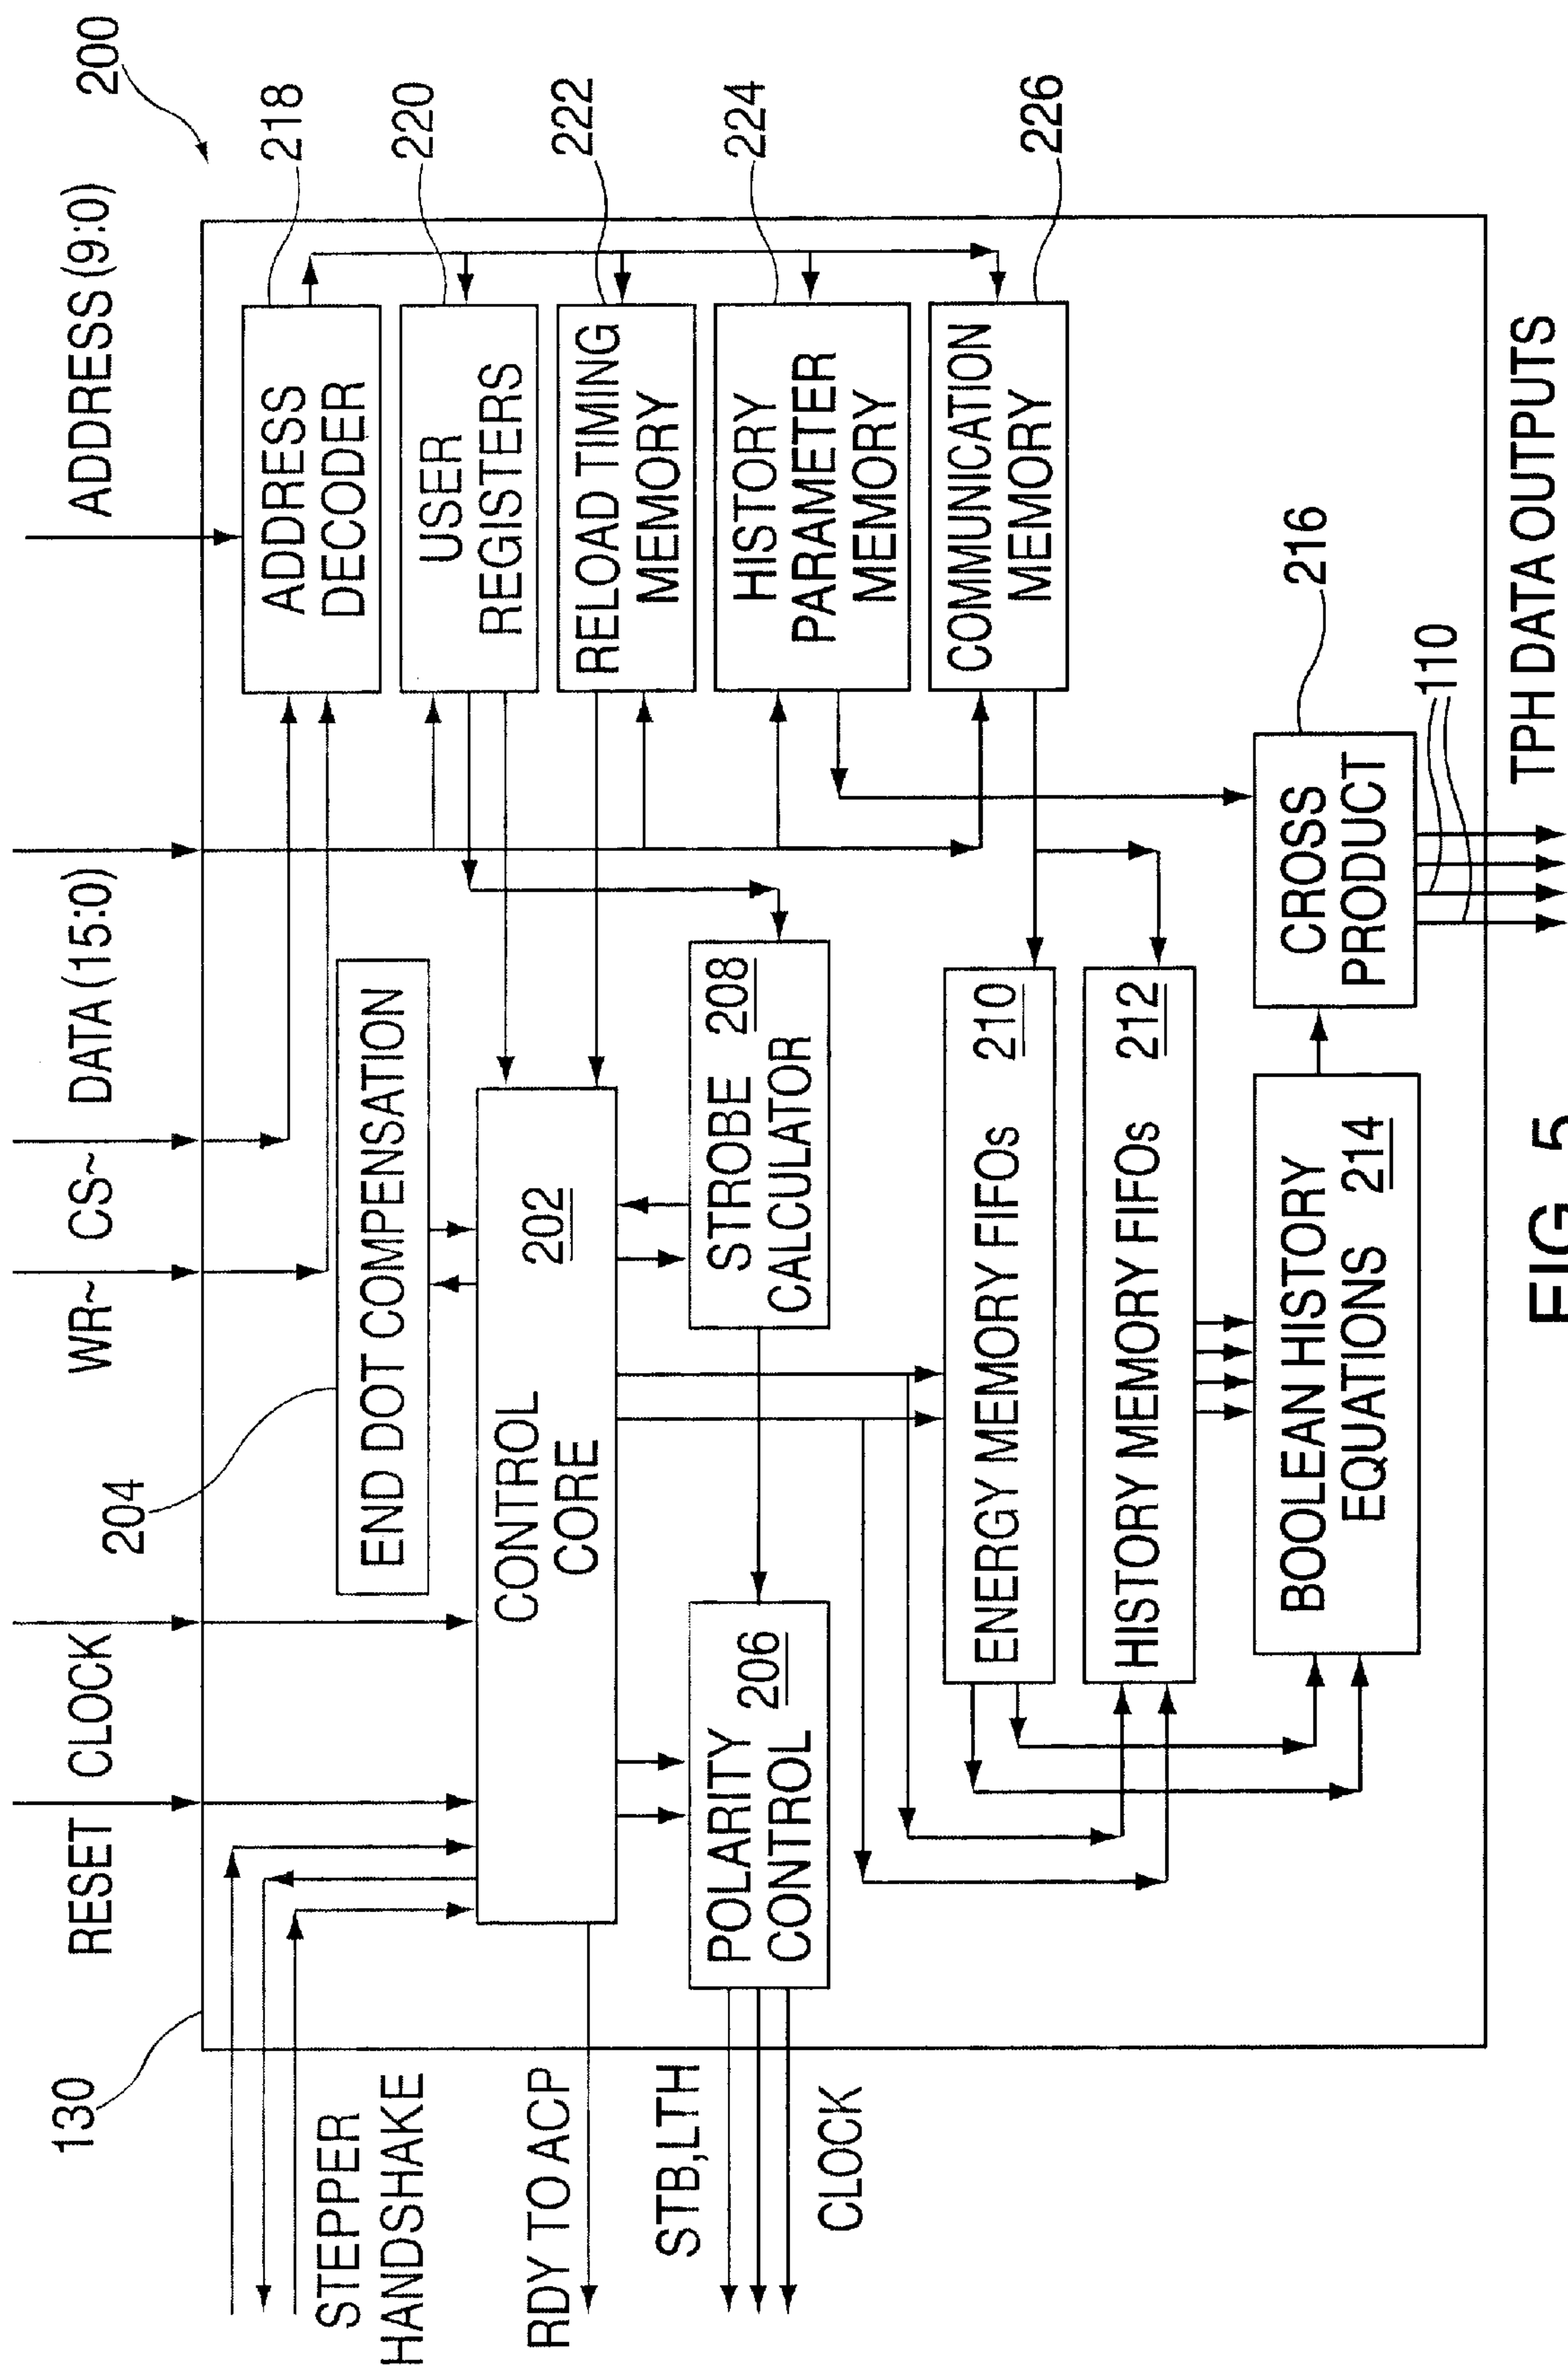 200
ADDRESS (9:0)
DATA (15:0)
CS~
WR~
CLOCK
RESET
130
STEPPER
HANDSHAKE
RDY TO ACP
STB,LTH
CLOCK
204
END DOT COMPENSATION
CONTROL
CORE
202
POLARITY
CONTROL
206
STROBE
CALCULATOR
208
ENERGY MEMORY FIFOs 210
HISTORY MEMORY FIFOs 212
BOOLEAN HISTORY
EQUATIONS 214
CROSS
PRODUCT
216
110
TPH DATA OUTPUTS
ADDRESS
DECODER
218
USER
REGISTERS
220
RELOAD TIMING
MEMORY
222
HISTORY
PARAMETER
MEMORY
224
COMMUNICATION
MEMORY
226
FIG. 5